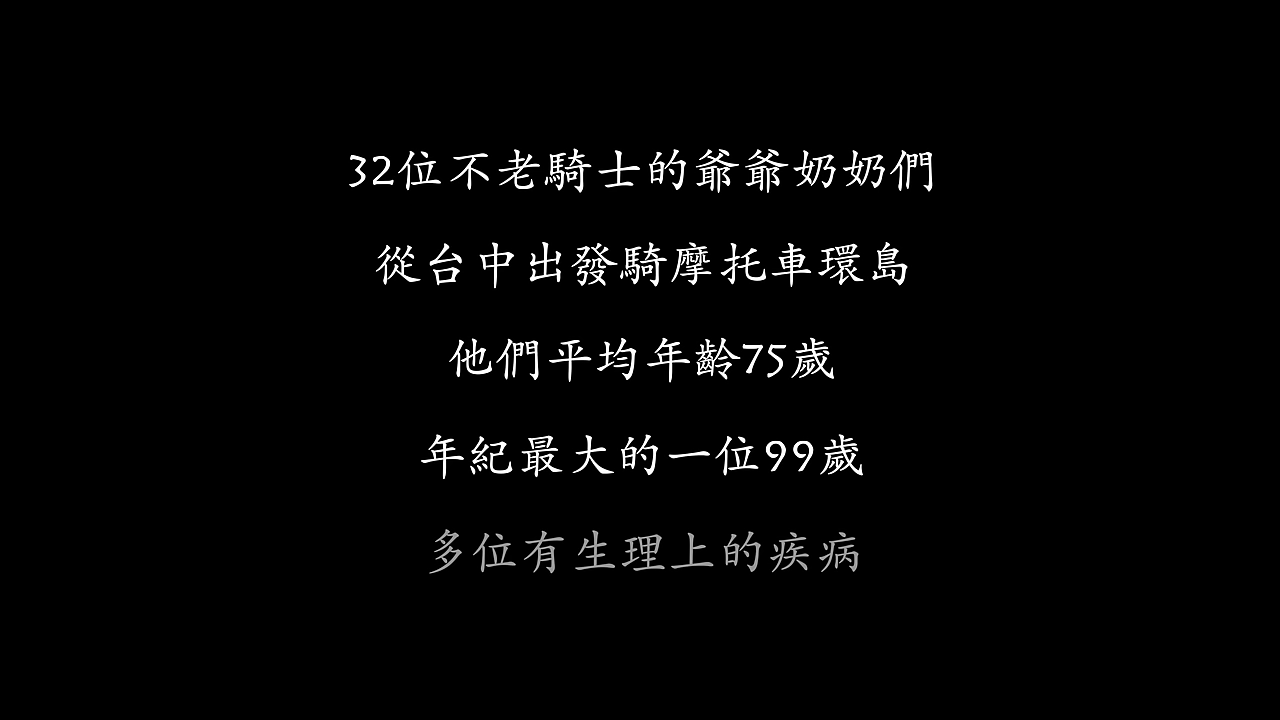 32位不老騎士的爺爺奶奶們
從台中出發騎摩托車環島
他們平均年齡75歲
年紀最大的一位99歲
多位有生理上的疾病